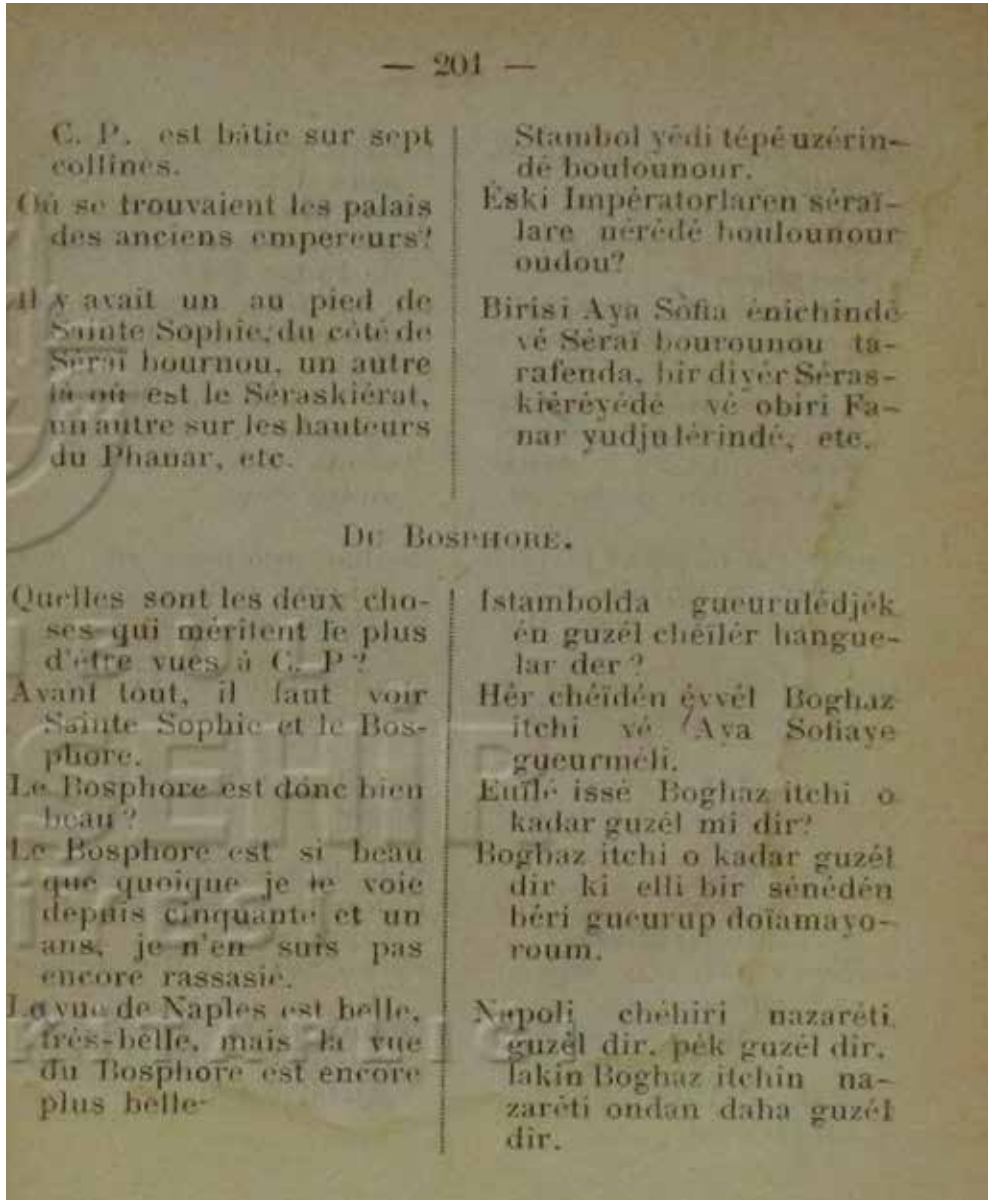 — 201 —
C. P. est bâtie sur sept
collines.
Où se trouvaient les palais
des anciens empereurs?
Il y avait un au pied de
Sainte Sophie, du côté de
Séraï bournou, un autre
là où est le Séraskiérat,
un autre sur les hauteurs
du Phanar, etc.
Stambol yédi tépé uzérin-
dé boulounour.
Éski Impératorlaren séraï-
lare nérédé boulounour
oudou?
Birisi Aya Sofia énichindé
vé Séraï bourounou ta-
rafenda, bir diyér Séras-
kiéréyédé vé obiri Fa-
nar yudjulérindé, etc.
DU BOSPHORE.
Quelles sont les deux cho-
ses qui méritent le plus
d'être vues à C. P?
Avant tout, il faut voir
Sainte Sophie et le Bos-
phore.
Le Bosphore est donc bien
beau?
Le Bosphore est si beau
que quoique je le voie
depuis cinquante et un
ans, je n'en suis pas
encore rassasié.
La vue de Naples est belle,
très-belle, mais la vue
du Bosphore est encore
plus belle
Istambolda gueurulédjék
én guzél chéïlér hangue-
lar der?
Hér chéïdén évvél Boghaz
itchi vé Aya Sofiaye
gueurméli.
Euïlé issé Boghaz itchi o
kadar guzél mi dir?
Boghaz itchi o kadar guzél
dir ki elli bir sénédén
béri gueurup doïamayo-
roum.
Napoli chéhiri nazaréti
guzél dir, pék guzél dir,
lakin Boghaz itchin na-
zaréti ondan daha guzél
dir.